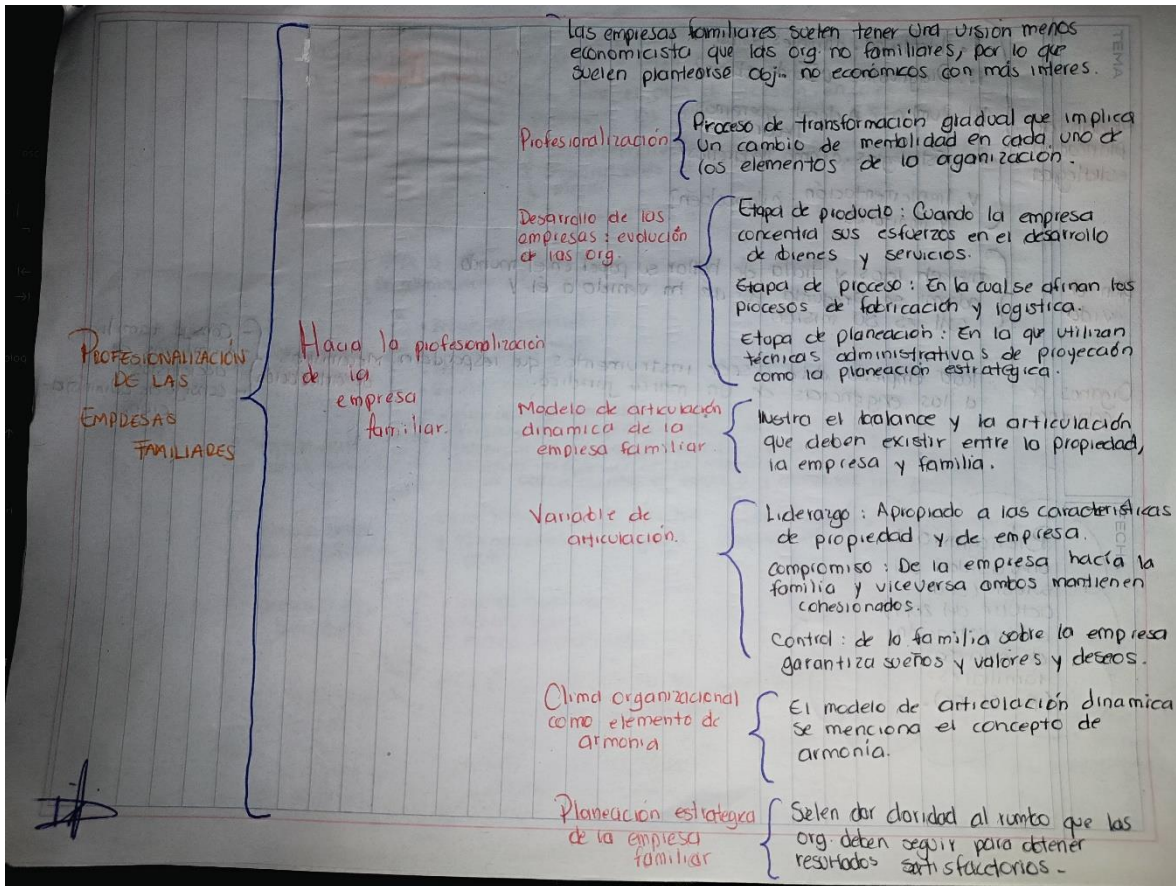 PROFESIONALIZACIÓN
DE LAS
EMPRESAS
FAMILIARES
Hacia la profesionalización
de la
empresa
familiar.
las empresas familiares suelen tener una visión menos
economicista que las org. no familiares, por lo que
suelen plantearse obj. no económicos con más interes.
Profesionalización
Proceso de transformación gradual que implica
un cambio de mentalidad en cada uno de
los elementos de la oganización.
Desarrollo de las
empresas: evolución
de las org.
Etapa de producto: Cuando la empresa
concentra sus esfuerzos en el desarrollo
de bienes y servicios.
Etapa de proceso: En la cual se afinan los
procesos de fabricación y logistica.
Etapa de planeación: En la que utilizan
técnicas administrativas de proyección
como la planeación estratégica.
Modelo de articulación
dinamica de la
empresa familiar.
Ilustra el balance y la articulación
que deben existir entre la propiedad,
la empresa y familia.
Variable de
articulación.
Liderazgo: Apropiado a las características
de propiedad y de empresa.
compromiso: De la empresa hacía la
familia y viceversa ambos mantienen
cohesionados.
Control: de la familia sobre la empresa
garantiza sueños y valores y deseos.
Clima organizacional
como elemento de
armonia
El modelo de articolación dinamica
se menciona el concepto de
armonía.
Planeación estrategica
de la empresa
familiar
Selen dar claridad al rumbo que las
org. deben seguir para obtener
resultados satisfactorios.
TEMA